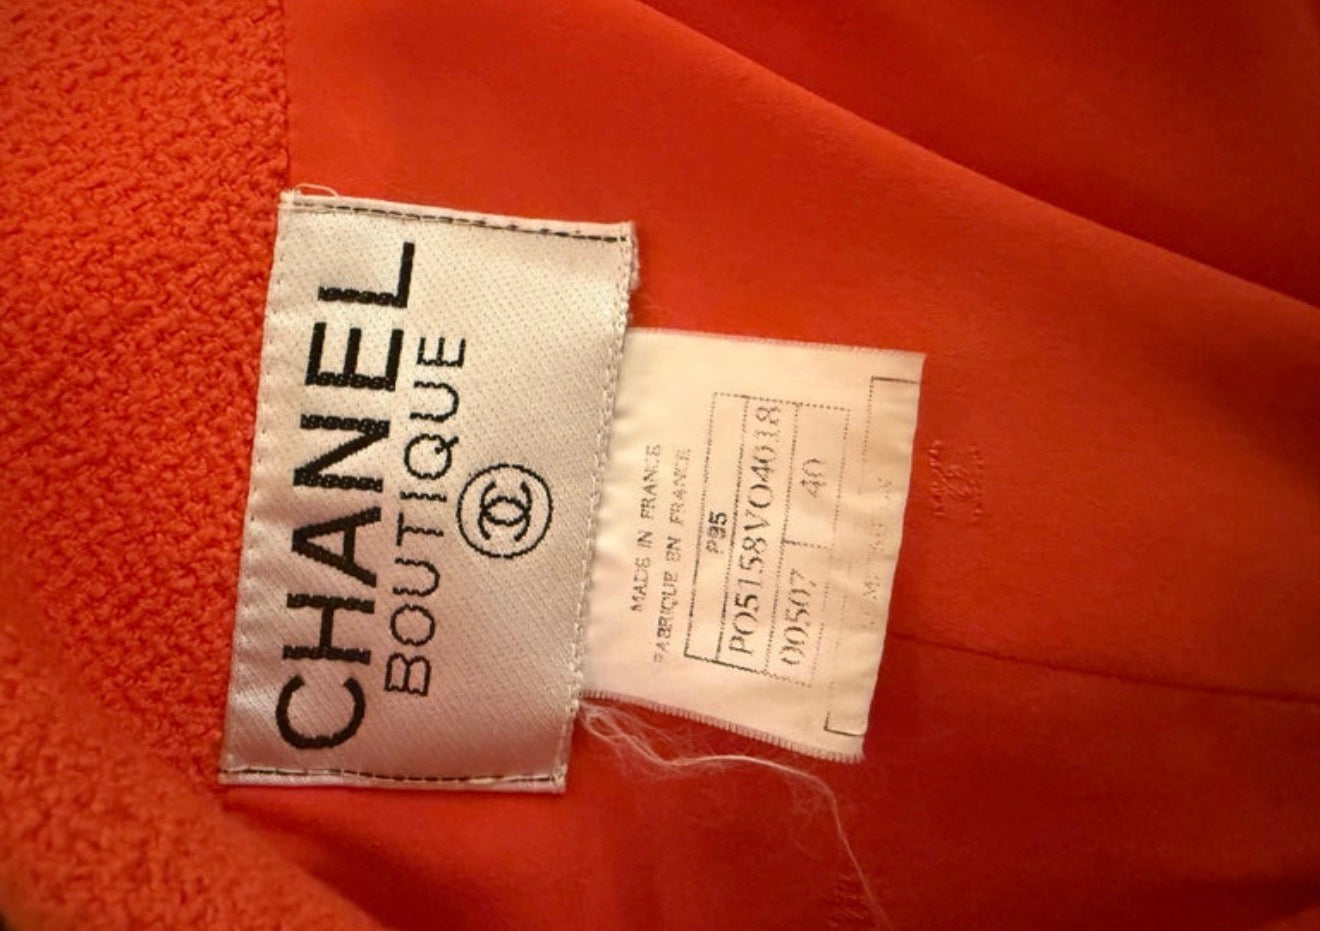 CHANEL
BOUTIQUE
MADE IN FRANCE
FABRIQUE EN FRANCE
P95
P05158V04018
00507 40